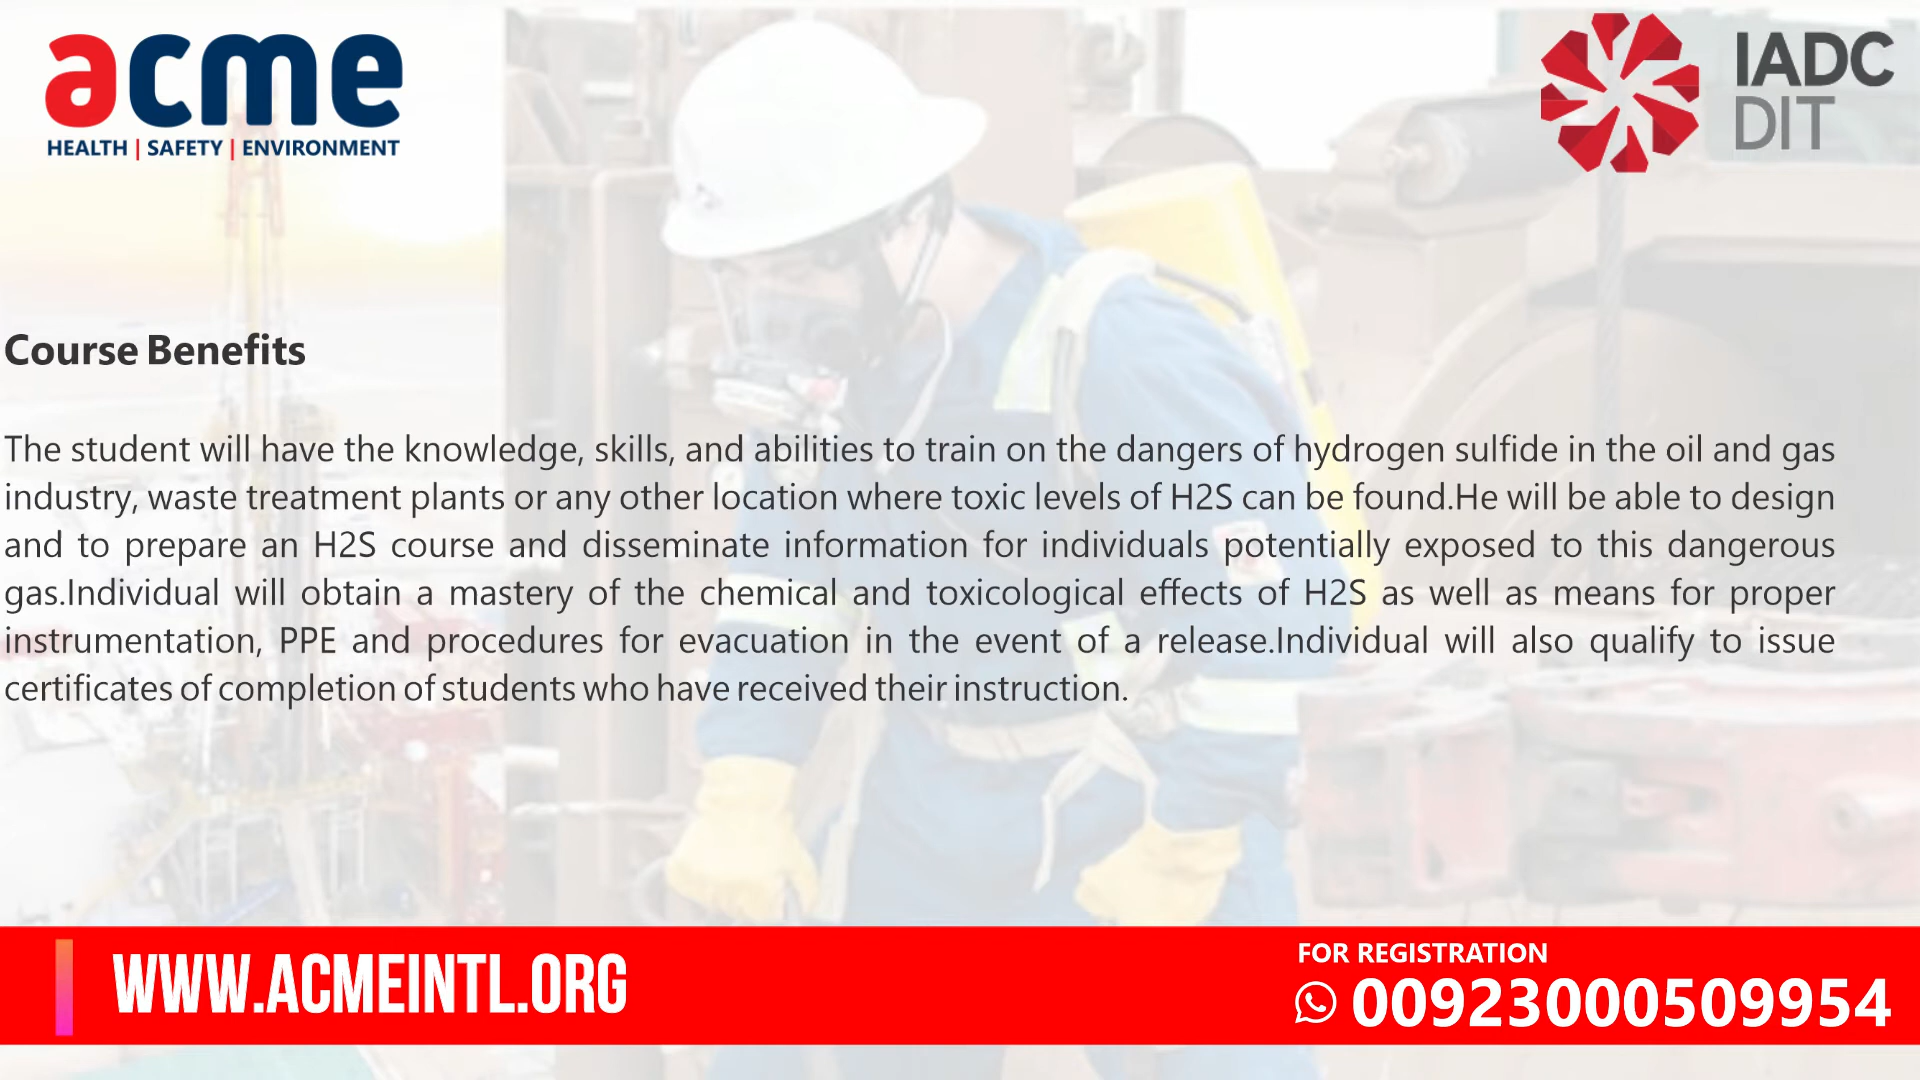 acme
HEALTH | SAFETY | ENVIRONMENT
IADC
DIT
Course Benefits
The student will have the knowledge, skills, and abilities to train on the dangers of hydrogen sulfide in the oil and gas
industry, waste treatment plants or any other location where toxic levels of H2S can be found.He will be able to design
and to prepare an H2S course and disseminate information for individuals potentially exposed to this dangerous
gas.Individual will obtain a mastery of the chemical and toxicological effects of H2S as well as means for proper
instrumentation, PPE and procedures for evacuation in the event of a release.Individual will also qualify to issue
certificates of completion of students who have received their instruction.
WWW.ACMEINTL.ORG
FOR REGISTRATION
00923000509954